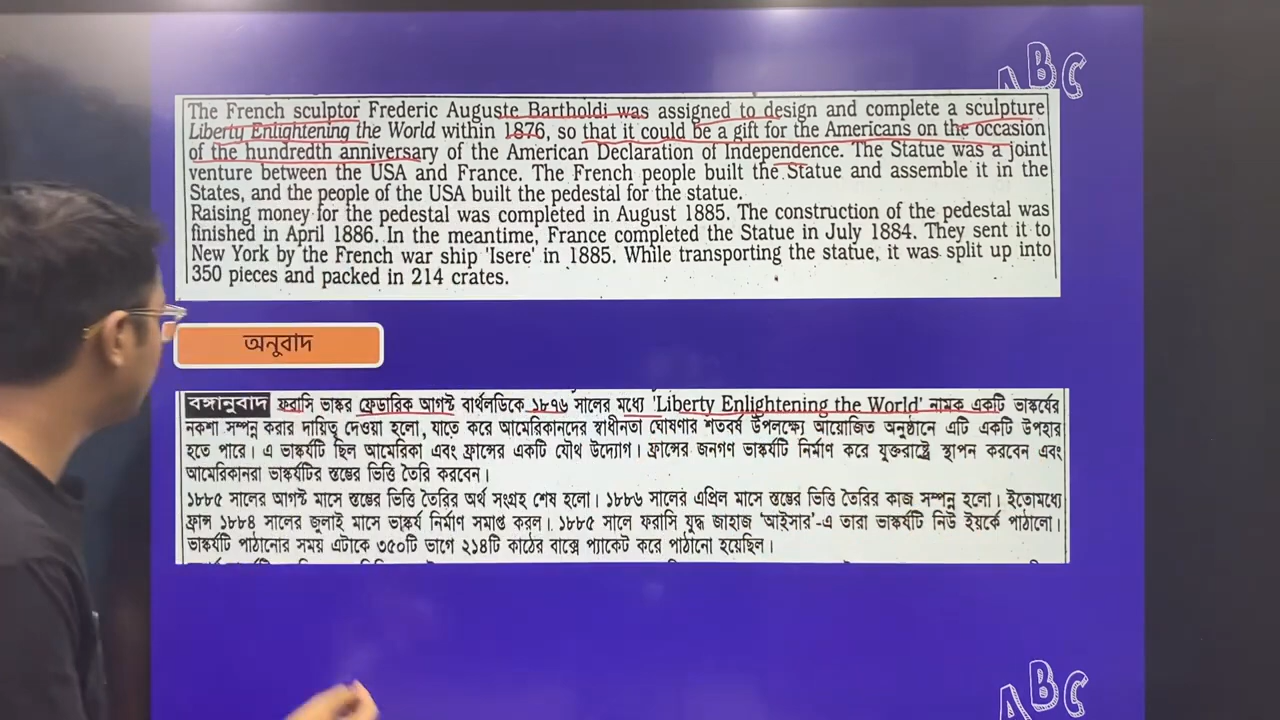 ABC
The French sculptor Frederic Auguste Bartholdi was assigned to design and complete a sculpture
Liberty Enlightening the World within 1876, so that it could be a gift for the Americans on the occasion
of the hundredth anniversary of the American Declaration of Independence. The Statue was a joint
venture between the USA and France. The French people built the Statue and assemble it in the
States, and the people of the USA built the pedestal for the statue.
Raising money for the pedestal was completed in August 1885. The construction of the pedestal was
finished in April 1886. In the meantime, France completed the Statue in July 1884. They sent it to
New York by the French war ship 'Isere' in 1885. While transporting the statue, it was split up into
350 pieces and packed in 214 crates.
অনুবাদ
বঙ্গানুবাদ ফরাসি ভাস্কর ফ্রেডারিক আগস্ট বার্থলডিকে ১৮৭৬ সালের মধ্যে 'Liberty Enlightening the World' নামক একটি ভাস্কর্যের
নকশা সম্পন্ন করার দায়িত্ব দেওয়া হলো, যাতে করে আমেরিকানদের স্বাধীনতা ঘোষণার শতবর্ষ উপলক্ষ্যে আয়োজিত অনুষ্ঠানে এটি একটি উপহার
হতে পারে। এ ভাস্কর্যটি ছিল আমেরিকা এবং ফ্রান্সের একটি যৌথ উদ্যোগ। ফ্রান্সের জনগণ ভাস্কর্যটি নির্মাণ করে যুক্তরাষ্ট্রে স্থাপন করবেন এবং
আমেরিকানরা ভাস্কর্যটির স্তম্ভের ভিত্তি তৈরি করবেন।
১৮৮৫ সালের আগস্ট মাসে স্তম্ভের ভিত্তি তৈরির অর্থ সংগ্রহ শেষ হলো। ১৮৮৬ সালের এপ্রিল মাসে স্তম্ভের ভিত্তি তৈরির কাজ সম্পন্ন হলো। ইতোমধ্যে
ফ্রান্স ১৮৮৪ সালের জুলাই মাসে ভাস্কর্য নির্মাণ সমাপ্ত করল। ১৮৮৫ সালে ফরাসি যুদ্ধ জাহাজ 'আইসার'-এ তারা ভাস্কর্যটি নিউ ইয়র্কে পাঠালো।
ভাস্কর্যটি পাঠানোর সময় এটাকে ৩৫০টি ভাগে ২১৪টি কাঠের বাক্সে প্যাকেট করে পাঠানো হয়েছিল।
ABC